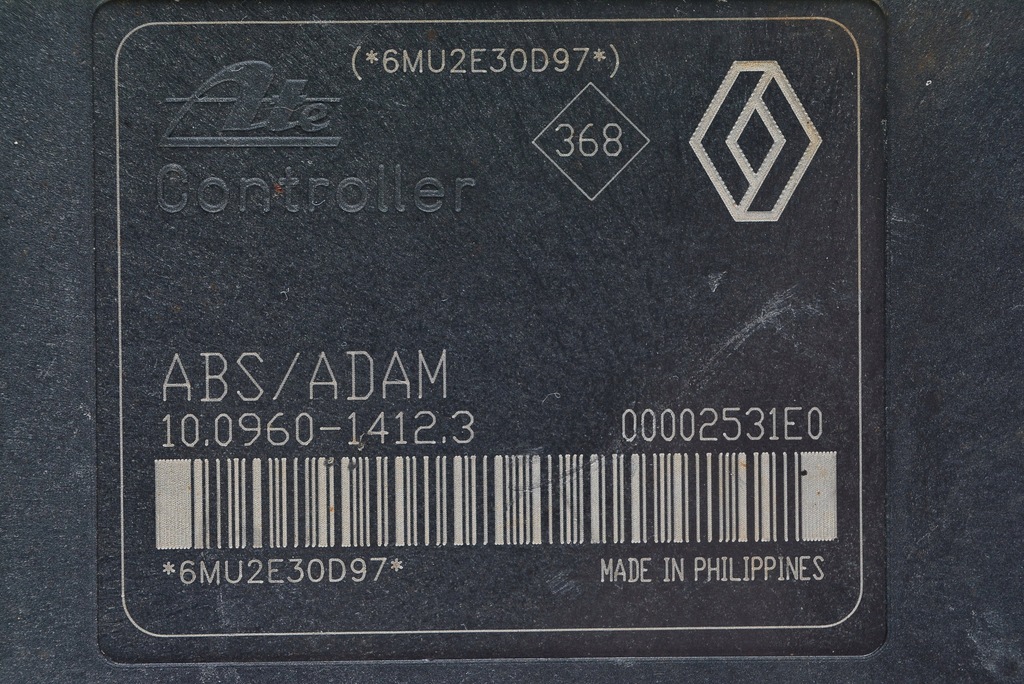 (*6MU2E30D97*)
Ate
368
Controller
ABS/ADAM
10.0960-1412.3 00002531E0
*6MU2E30D97* MADE IN PHILIPPINES